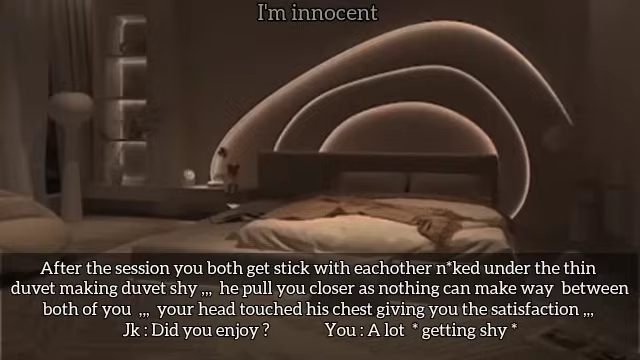 I'm innocent
After the session you both get stick with eachother n*ked under the thin
duvet making duvet shy ,,, he pull you closer as nothing can make way between
both of you ,,, your head touched his chest giving you the satisfaction ,,,
Jk : Did you enjoy ? You : A lot * getting shy *